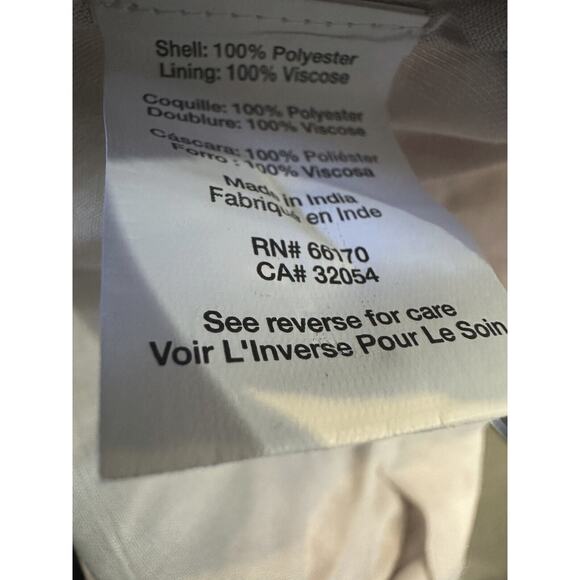 Shell: 100% Polyester
Lining: 100% Viscose
Coquille: 100% Polyester
Doublure: 100% Viscose
Cáscara: 100% Poliéster
Forro : 100% Viscosa
Made in India
Fabriqué en Inde
RN# 66170
CA# 32054
See reverse for care
Voir L'Inverse Pour Le Soin